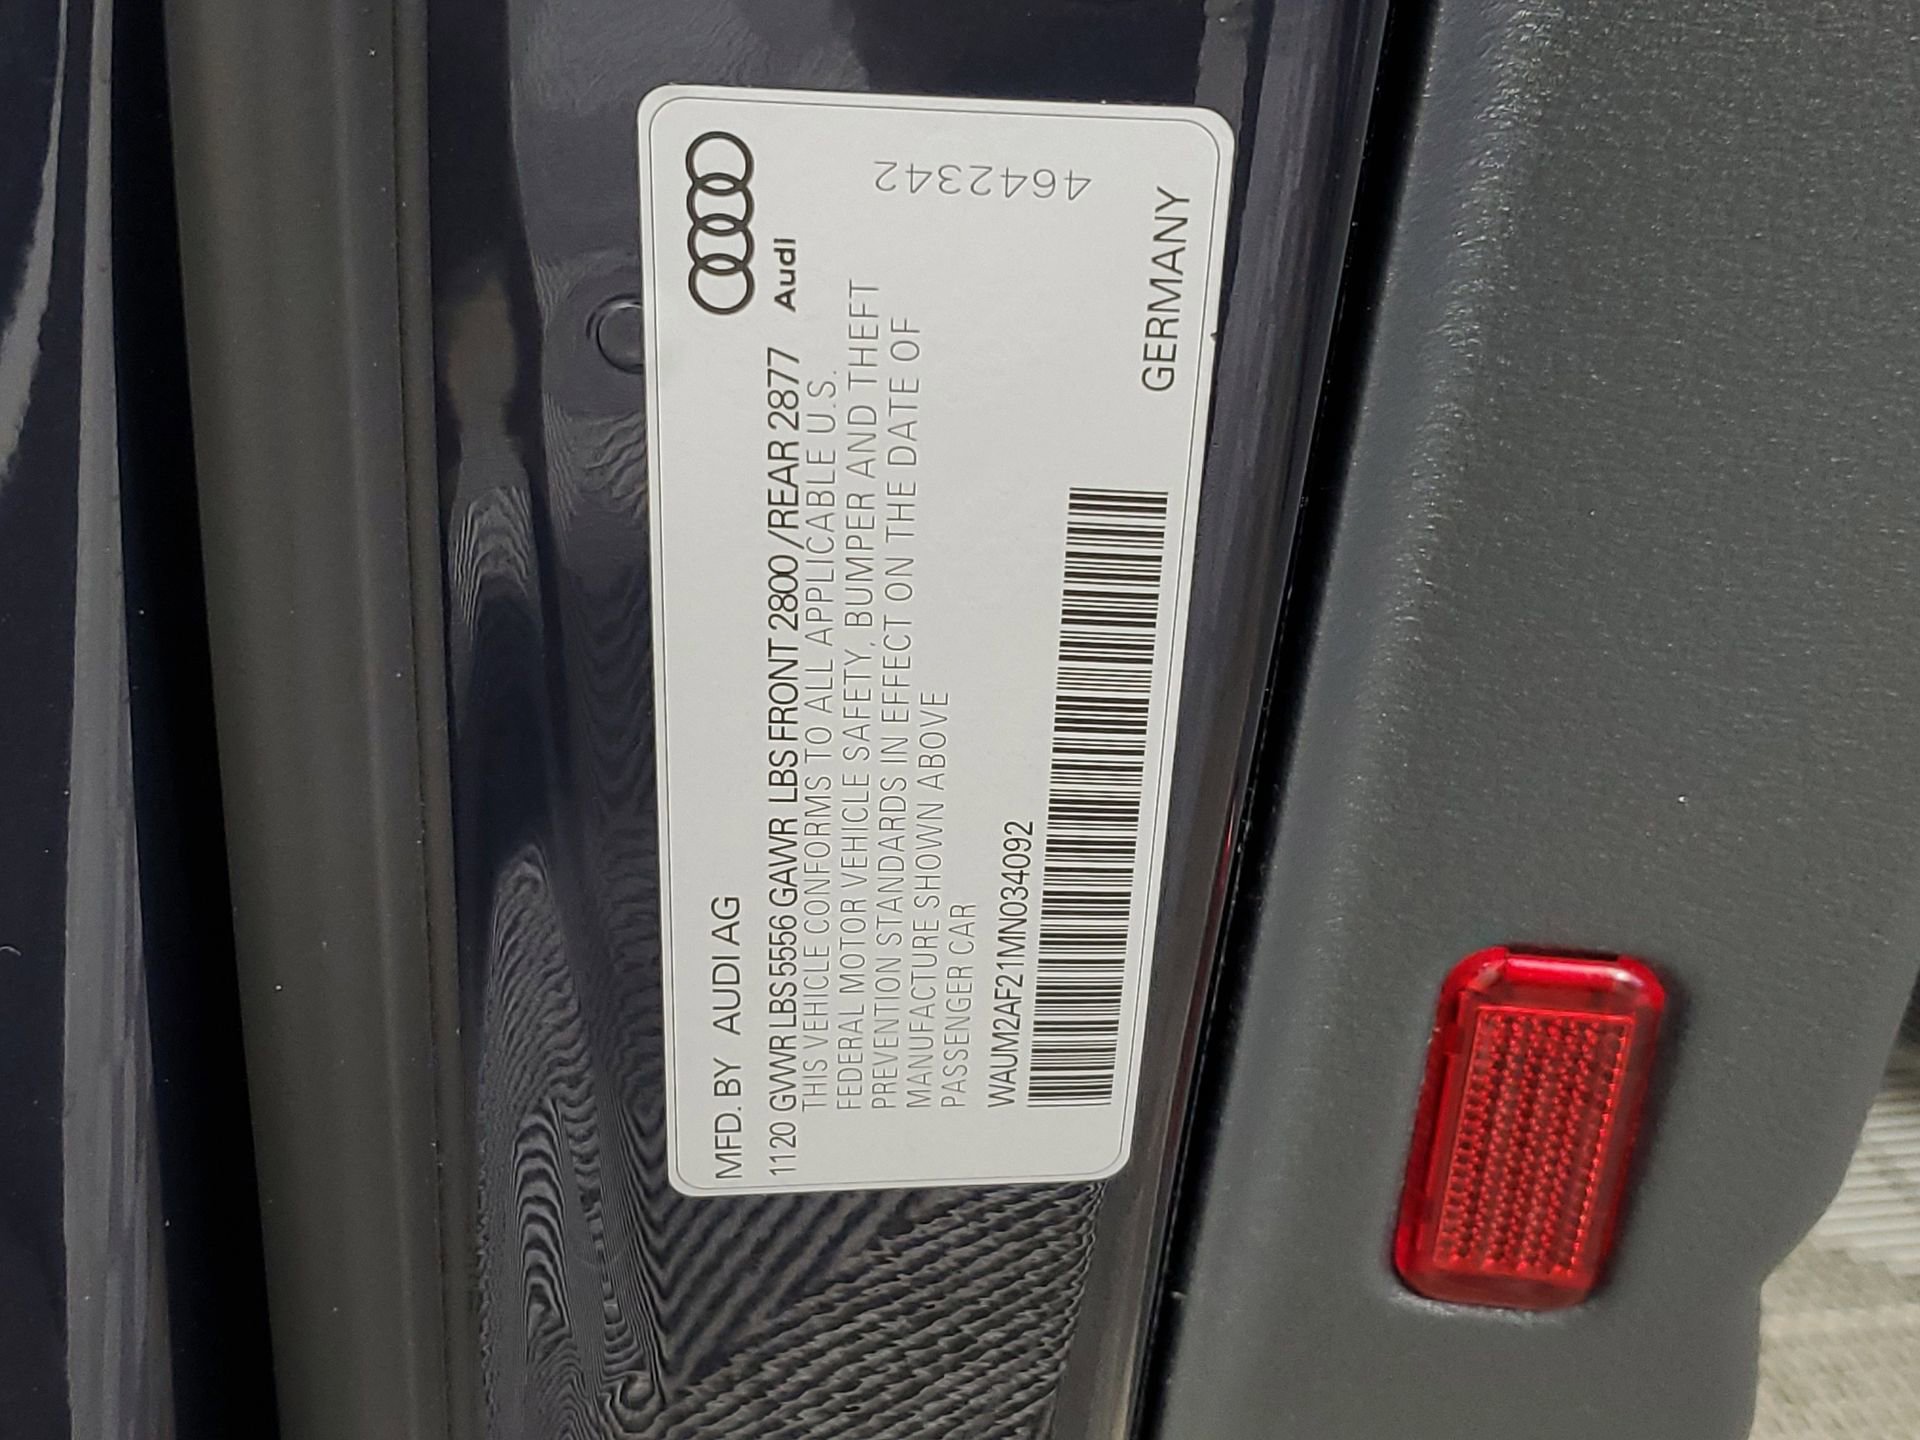 MFD. BY AUDI AG
Audi
1120 GVWR LBS 5556 GAWR LBS FRONT 2800 /REAR 2877
THIS VEHICLE CONFORMS TO ALL APPLICABLE U.S.
FEDERAL MOTOR VEHICLE SAFETY, BUMPER AND THEFT
PREVENTION STANDARDS IN EFFECT ON THE DATE OF
MANUFACTURE SHOWN ABOVE
PASSENGER CAR
4642342
WAUM2AF21MN034092
GERMANY